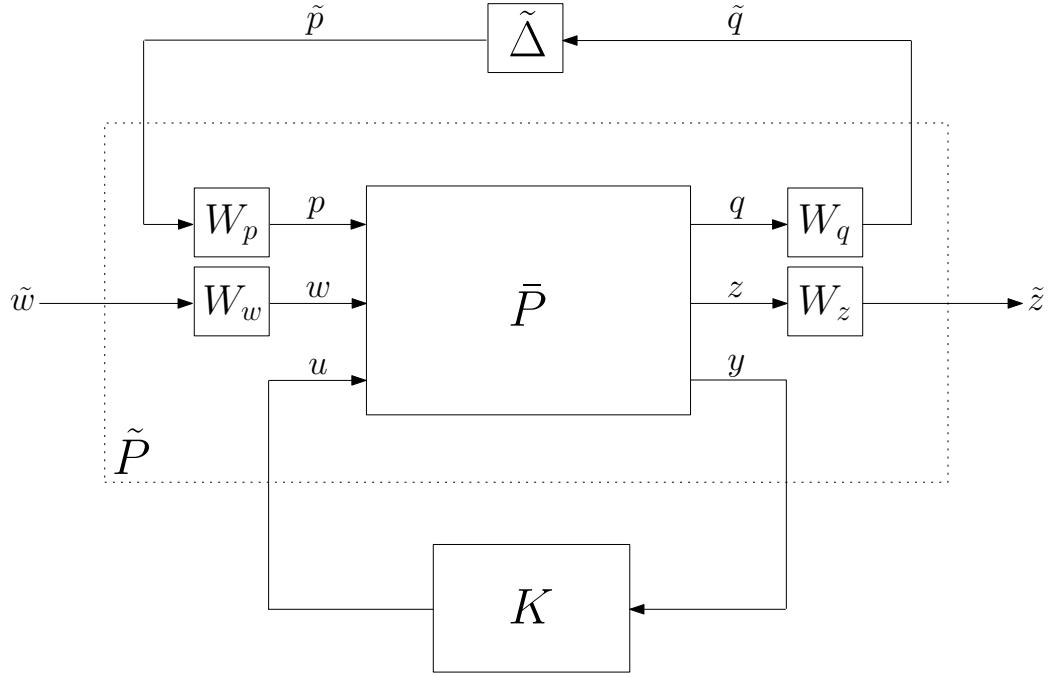 p̃ Δ̃ q̃
W_p p q W_q
w̃ W_w w P̄ z W_z z̃
u y
P̃
K